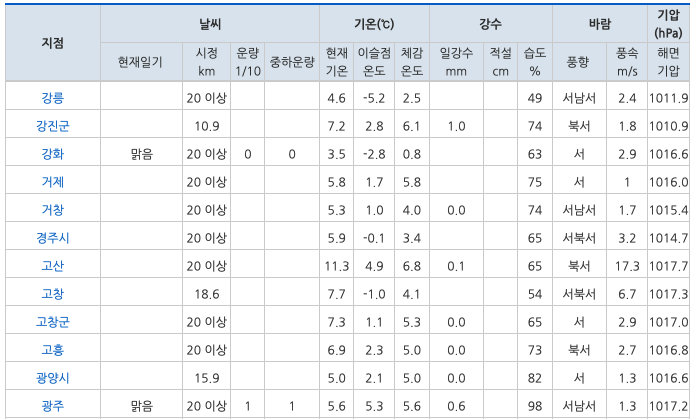 지점 날씨 기온(℃) 강수 바람 기압(hPa)
현재일기 시정 km 운량 1/10 중하운량 현재기온 이슬점온도 체감온도 일강수 mm 적설 cm 습도 % 풍향 풍속 m/s 해면기압
강릉 20 이상 4.6 -5.2 2.5 49 서남서 2.4 1011.9
강진군 10.9 7.2 2.8 6.1 1.0 74 북서 1.8 1010.9
강화 맑음 20 이상 0 0 3.5 -2.8 0.8 63 서 2.9 1016.6
거제 20 이상 5.8 1.7 5.8 75 서 1 1016.0
거창 20 이상 5.3 1.0 4.0 0.0 74 서남서 1.7 1015.4
경주시 20 이상 5.9 -0.1 3.4 65 서북서 3.2 1014.7
고산 20 이상 11.3 4.9 6.8 0.1 65 북서 17.3 1017.7
고창 18.6 7.7 -1.0 4.1 54 서북서 6.7 1017.3
고창군 20 이상 7.3 1.1 5.3 0.0 65 서 2.9 1017.0
고흥 20 이상 6.9 2.3 5.0 0.0 73 북서 2.7 1016.8
광양시 15.9 5.0 2.1 5.0 0.0 82 서 1.3 1016.6
광주 맑음 20 이상 1 1 5.6 5.3 5.6 0.6 98 서남서 1.3 1017.2